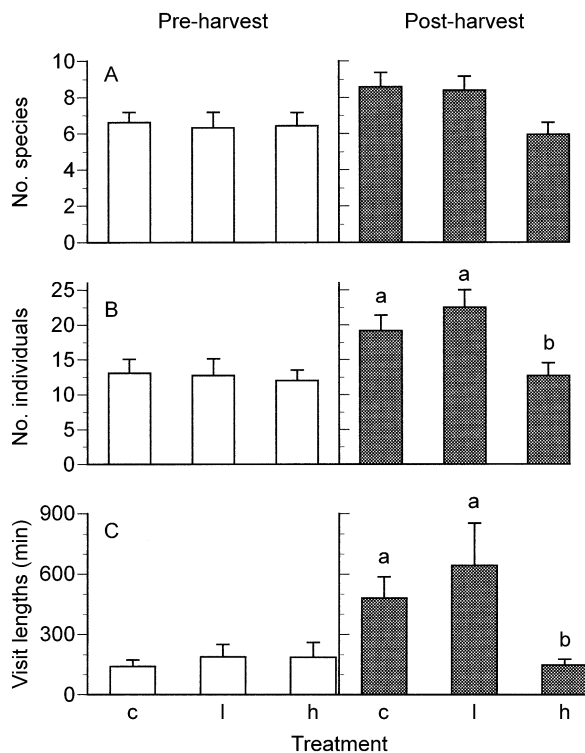 Pre-harvest Post-harvest
A
No. species
10
8
6
4
2
0
B
a a b
No. individuals
25
20
15
10
5
0
C
a a b
Visit lengths (min)
900
600
300
0
c l h c l h
Treatment